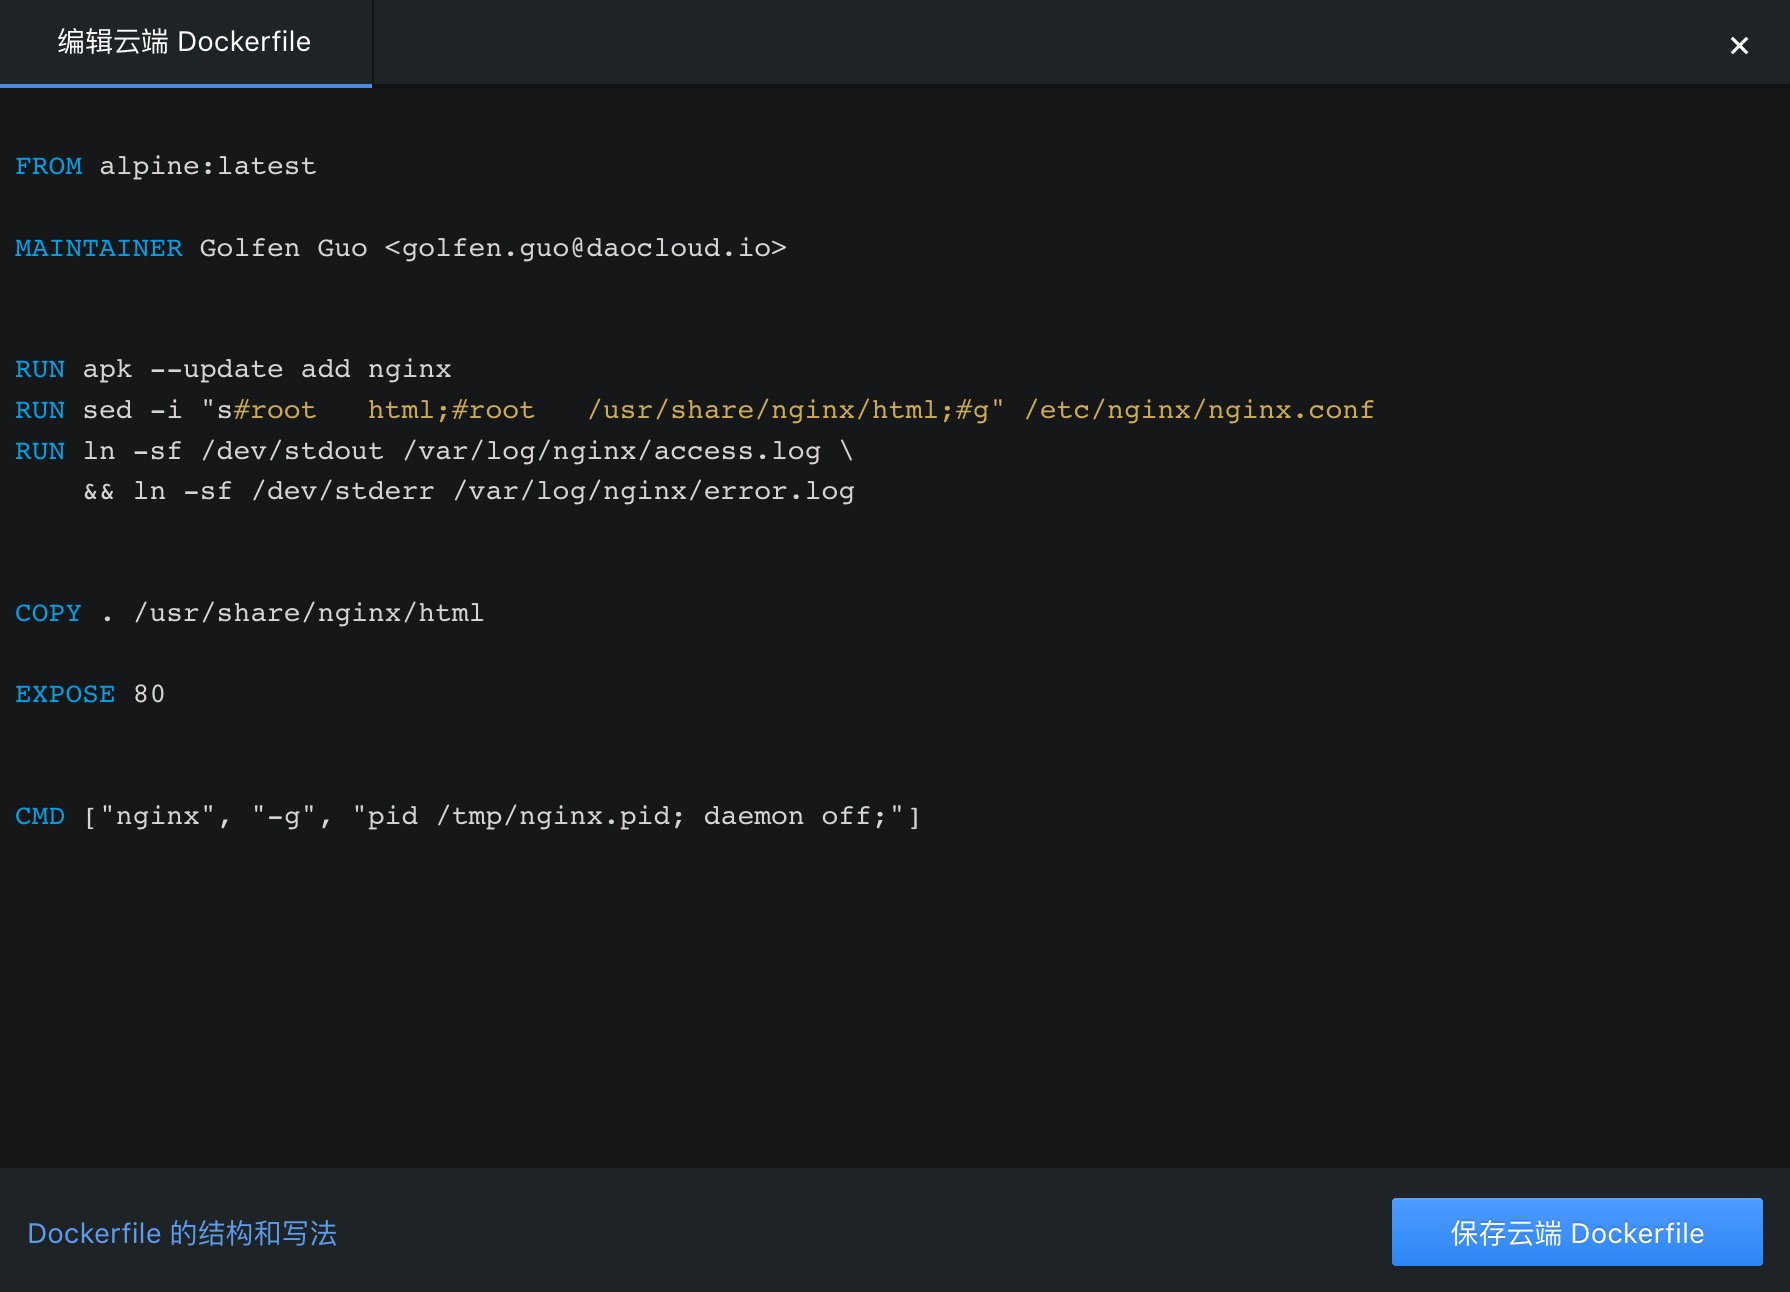 编辑云端 Dockerfile
×
FROM alpine:latest
MAINTAINER Golfen Guo <golfen.guo@daocloud.io>
RUN apk --update add nginx
RUN sed -i "s#root   html;#root   /usr/share/nginx/html;#g" /etc/nginx/nginx.conf
RUN ln -sf /dev/stdout /var/log/nginx/access.log \
    && ln -sf /dev/stderr /var/log/nginx/error.log
COPY . /usr/share/nginx/html
EXPOSE 80
CMD ["nginx", "-g", "pid /tmp/nginx.pid; daemon off;"]
Dockerfile 的结构和写法
保存云端 Dockerfile